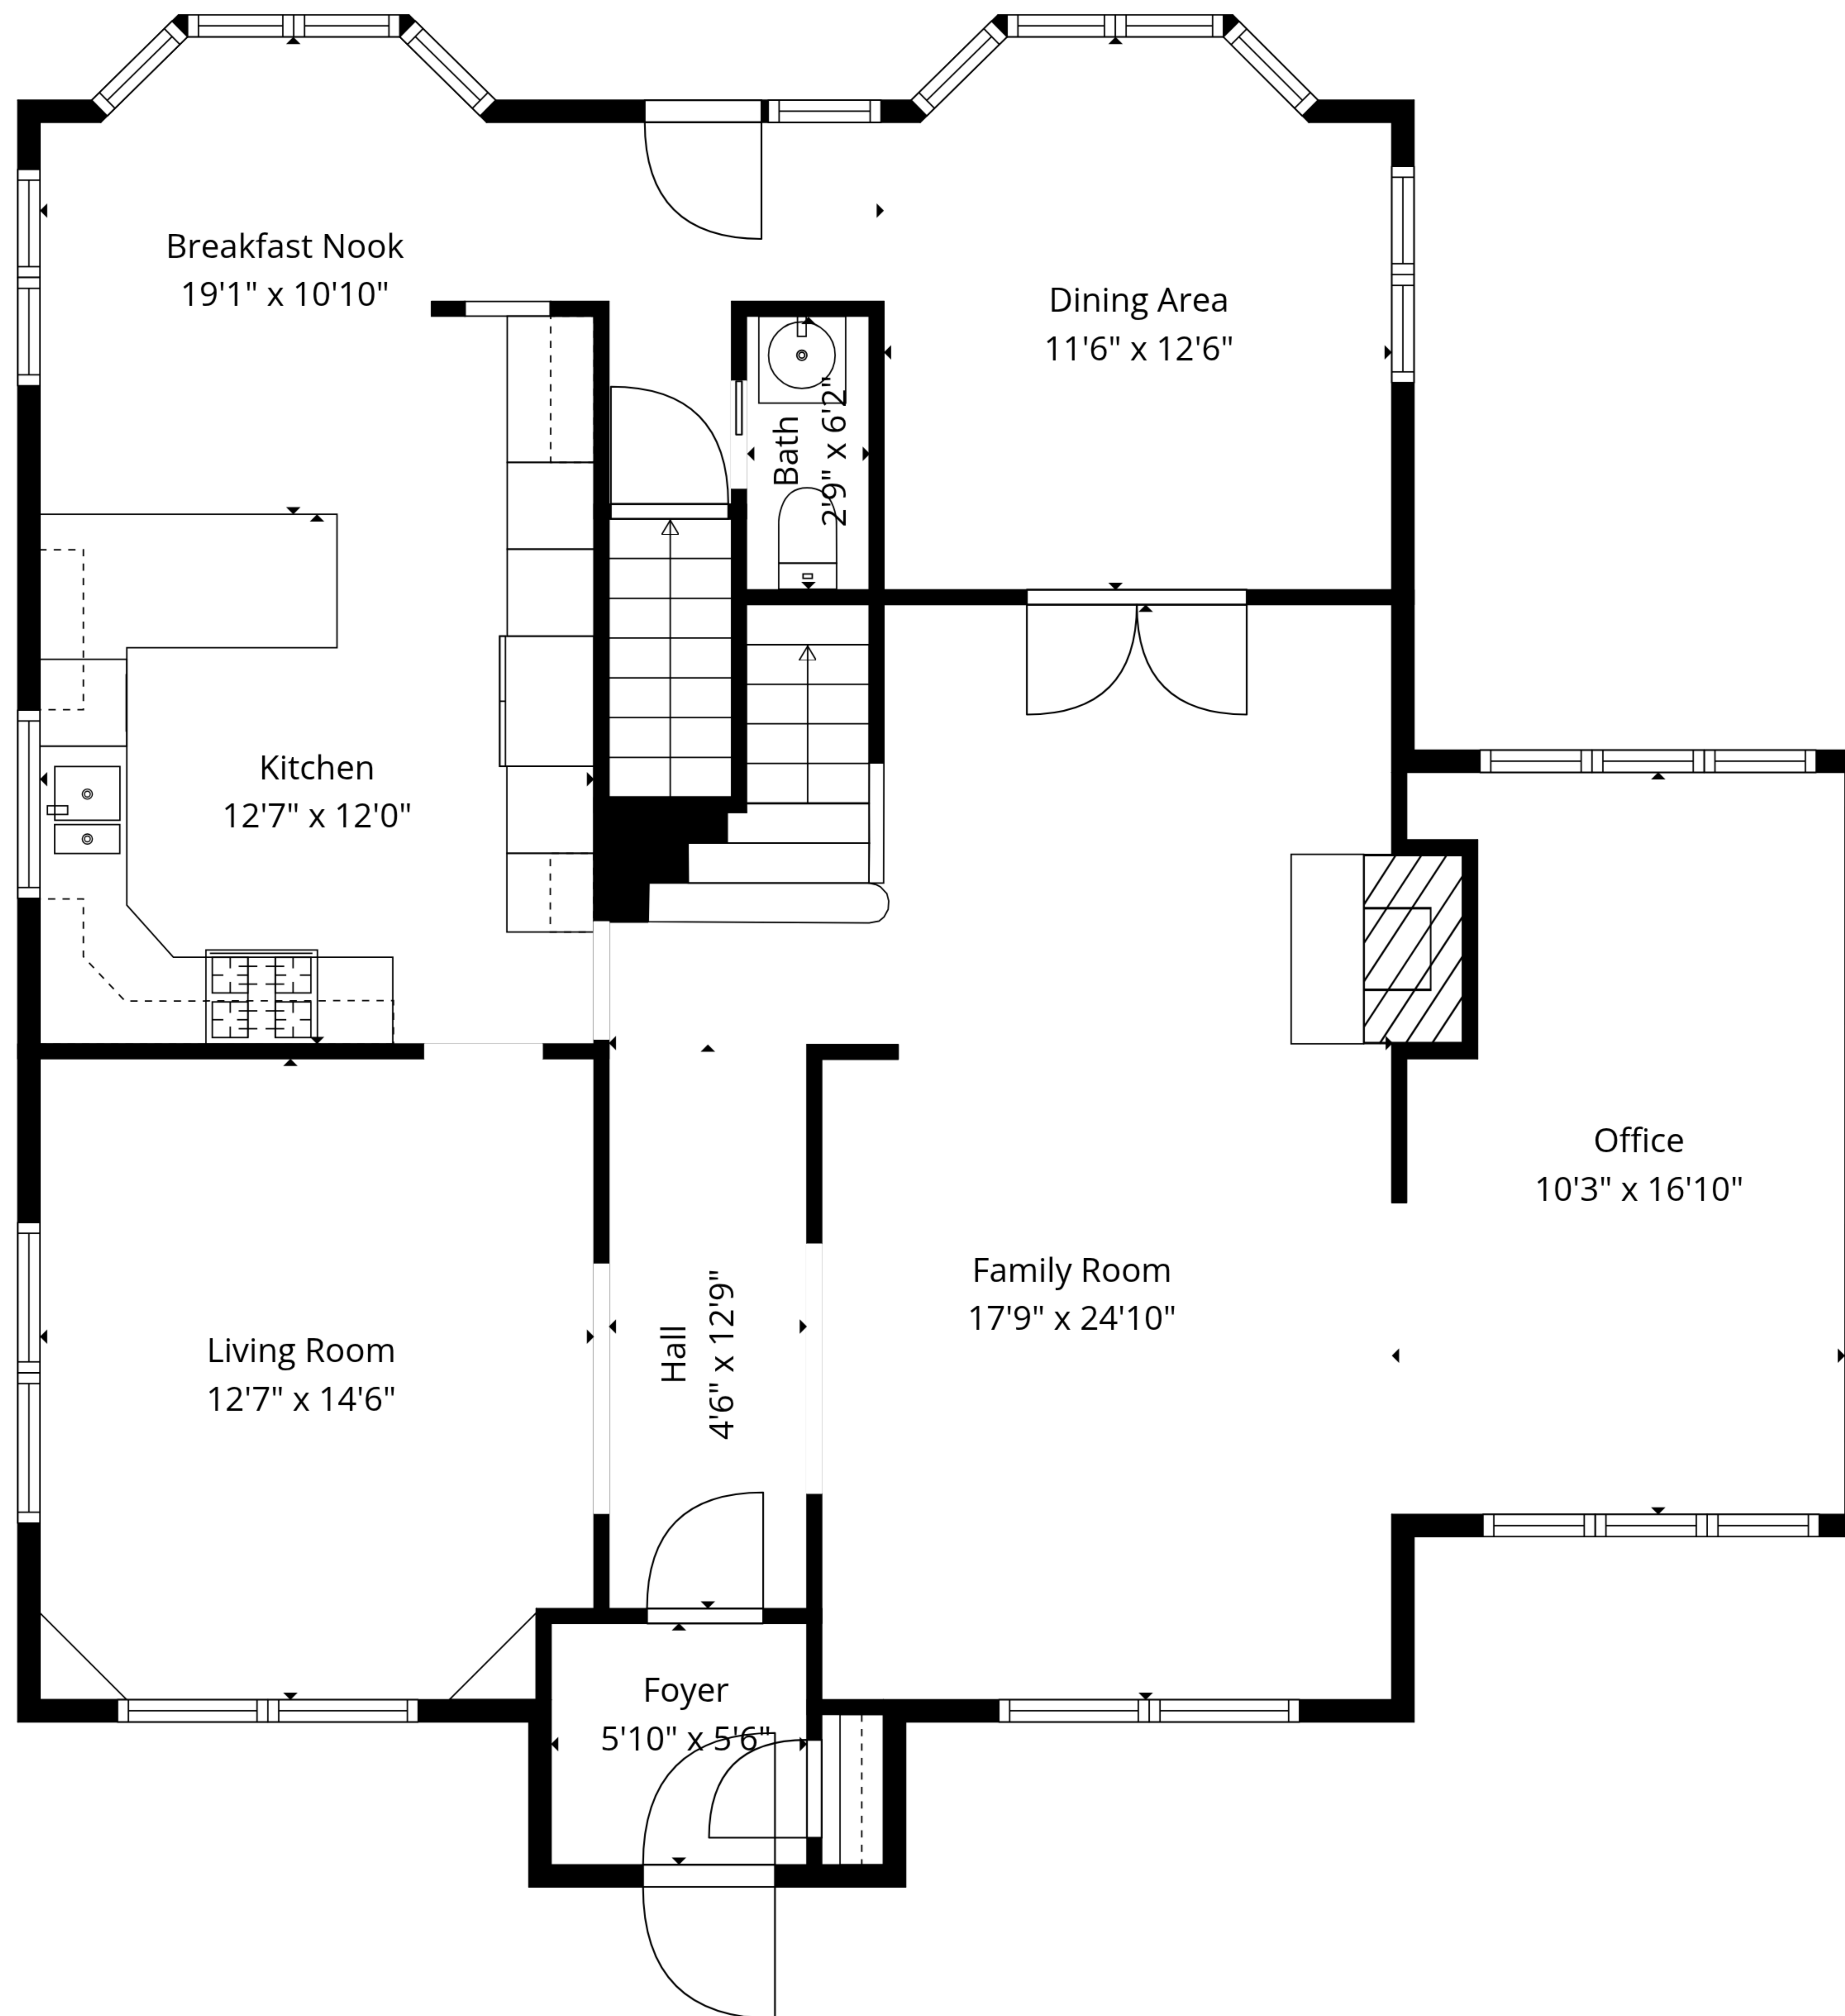 Breakfast Nook
19'1" x 10'10"
Dining Area
11'6" x 12'6"
Bath
2'9" x 6'2"
Kitchen
12'7" x 12'0"
Office
10'3" x 16'10"
Family Room
17'9" x 24'10"
Living Room
12'7" x 14'6"
Hall
4'6" x 12'9"
Foyer
5'10" x 5'6"